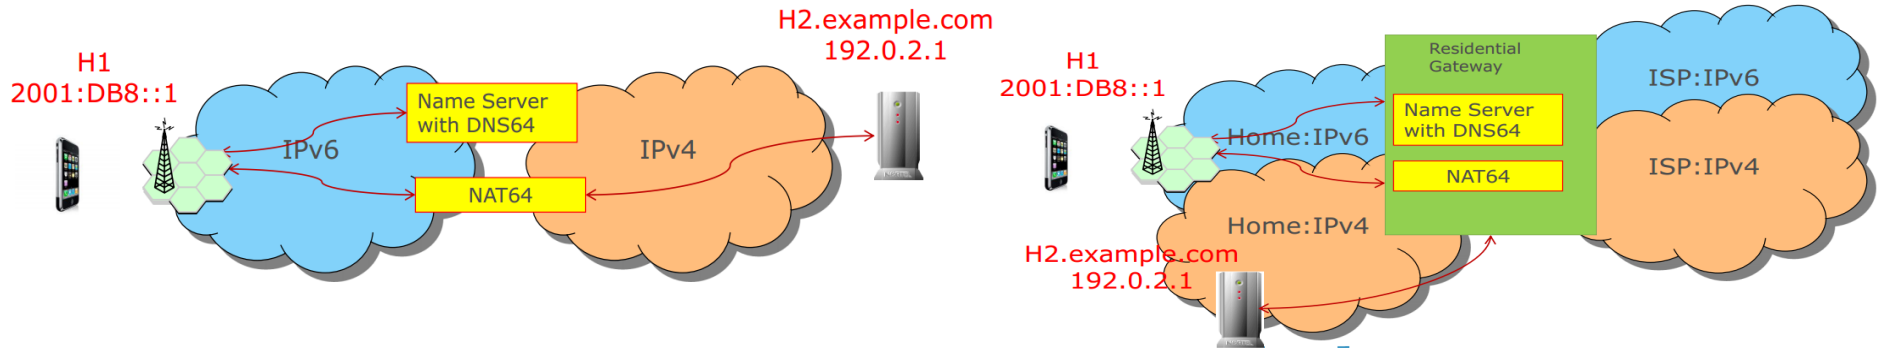 H2.example.com
192.0.2.1
H1
2001:DB8::1
Name Server
with DNS64
IPv6
IPv4
NAT64
Residential
Gateway
H1
2001:DB8::1
ISP:IPv6
Name Server
with DNS64
Home:IPv6
NAT64
ISP:IPv4
Home:IPv4
H2.example.com
192.0.2.1